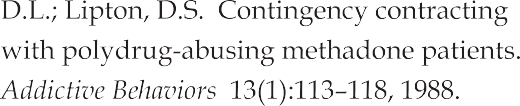 D.L.; Lipton, D.S.  Contingency contracting
with polydrug-abusing methadone patients.
Addictive Behaviors  13(1):113–118, 1988.